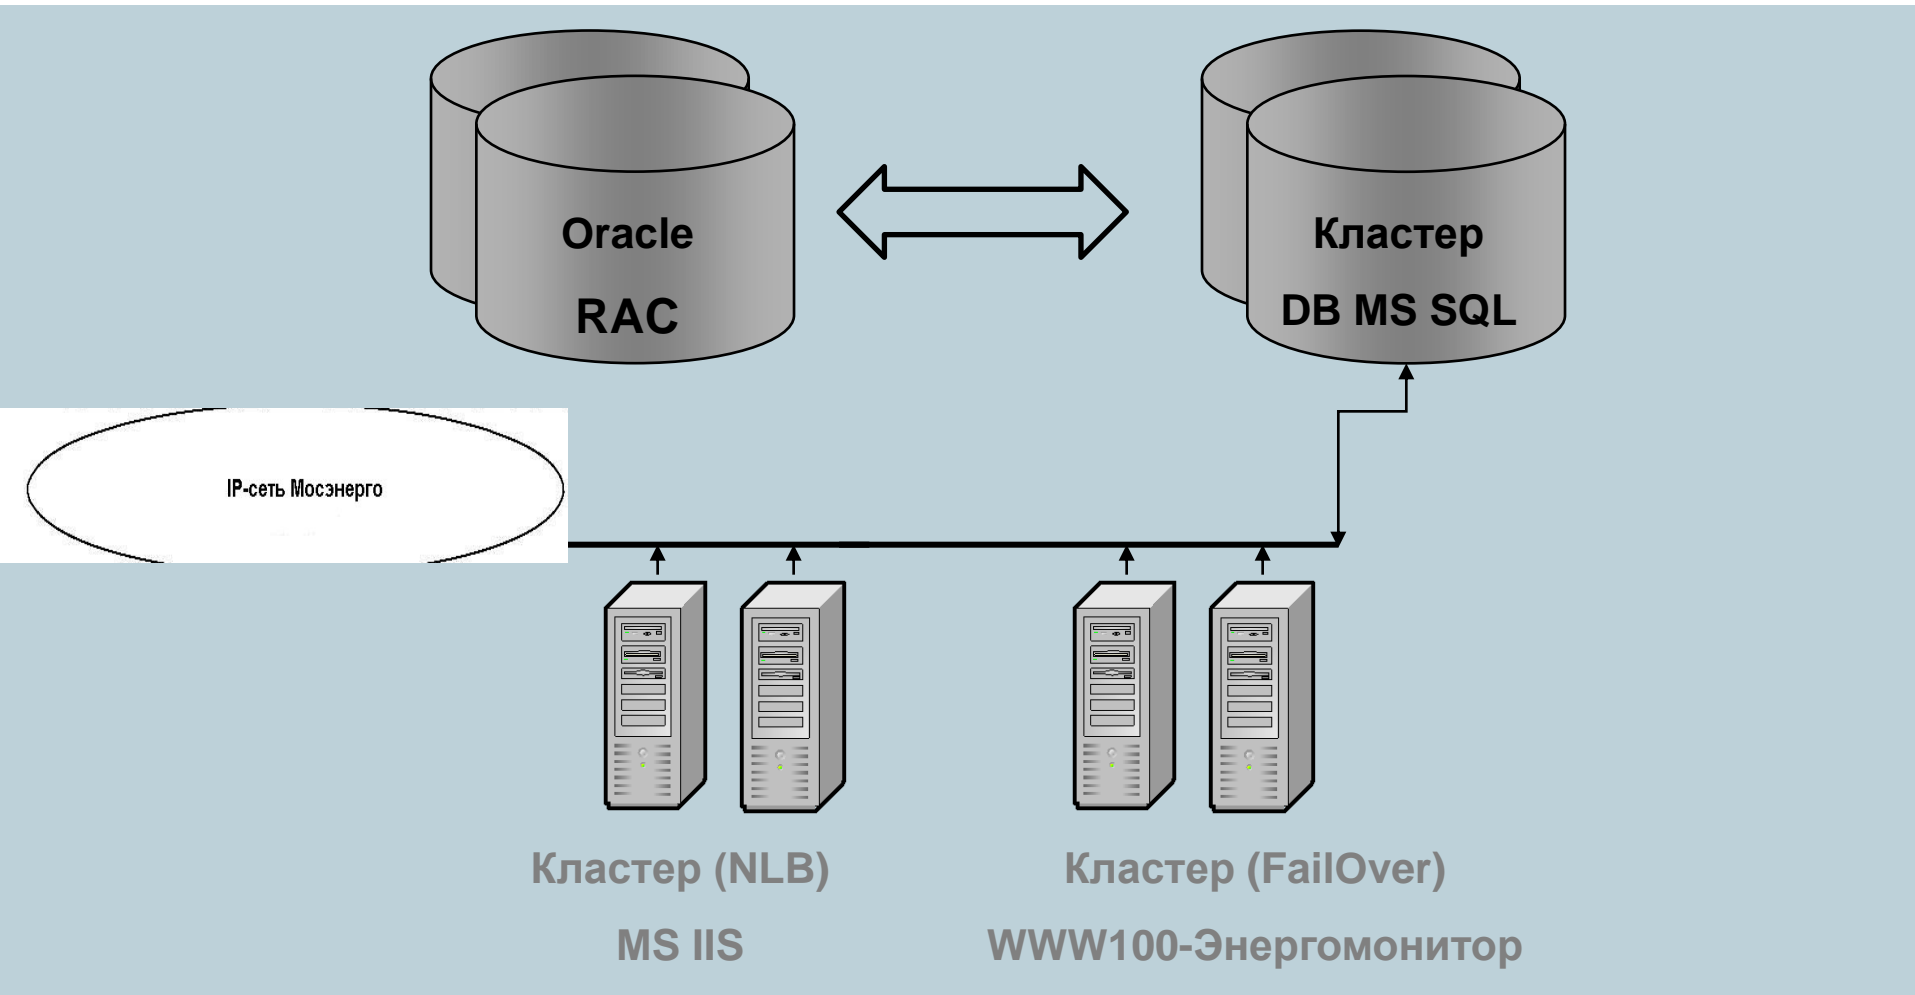 Oracle
RAC
Кластер
DB MS SQL
IP-сеть Мосэнерго
Кластер (NLB)
MS IIS
Кластер (FailOver)
WWW100-Энергомонитор